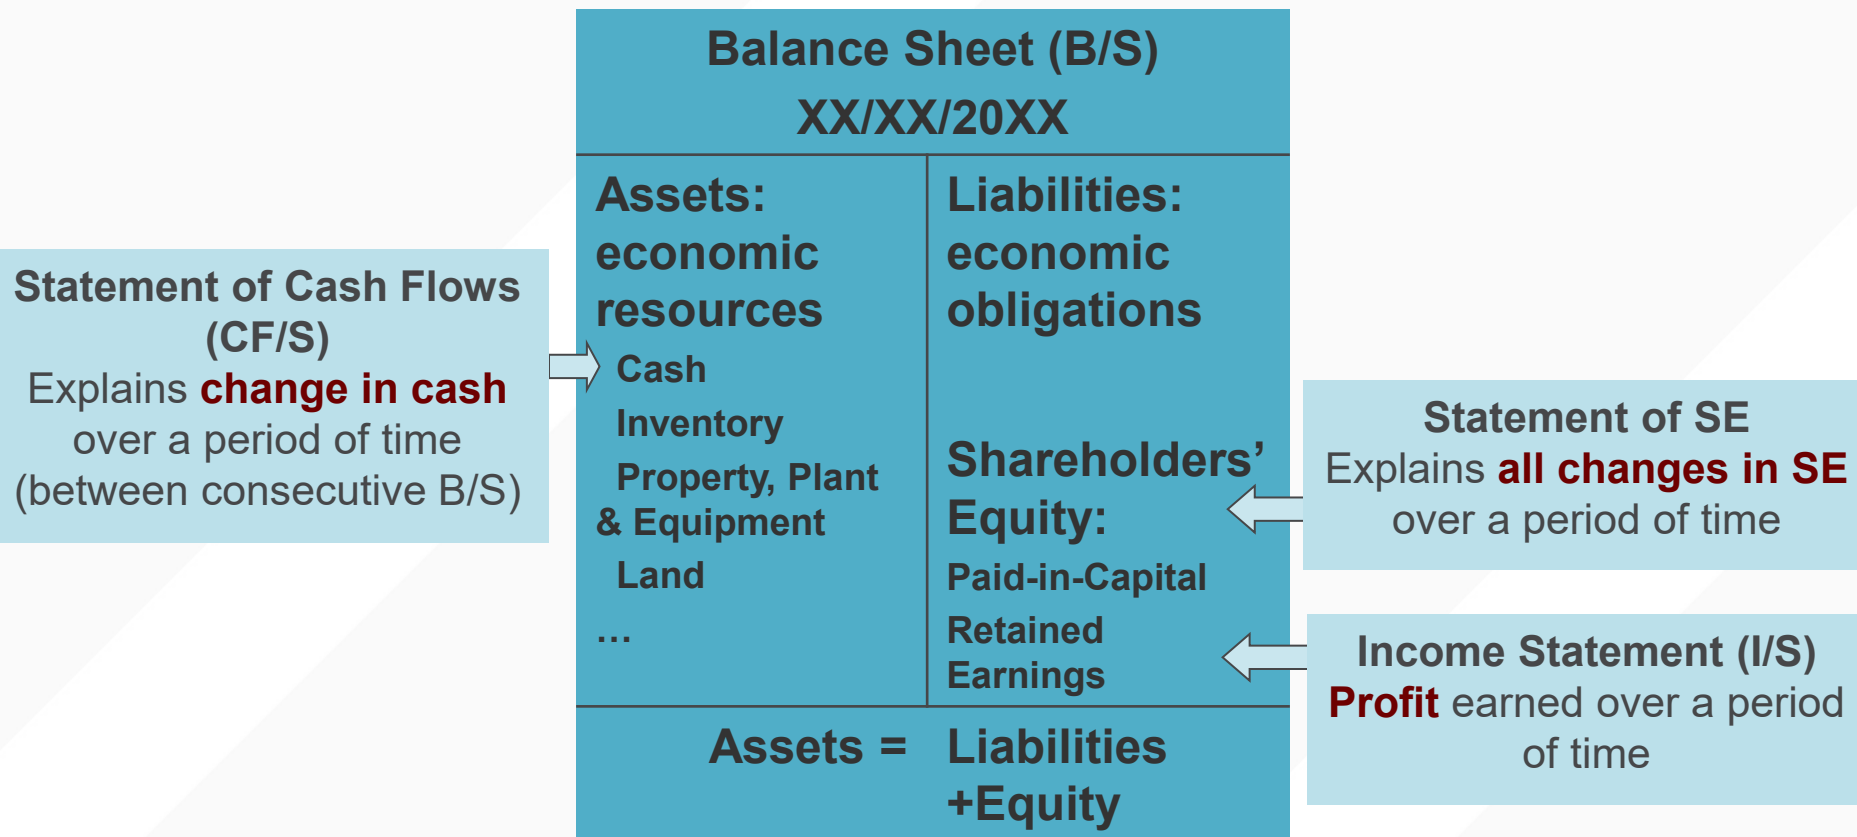 Balance Sheet (B/S)
XX/XX/20XX
Assets:
economic
resources
Cash
Inventory
Property, Plant
& Equipment
Land
…
Liabilities:
economic
obligations
Shareholders’
Equity:
Paid-in-Capital
Retained
Earnings
Assets =
Liabilities
+Equity
Statement of Cash Flows
(CF/S)
Explains change in cash
over a period of time
(between consecutive B/S)
Statement of SE
Explains all changes in SE
over a period of time
Income Statement (I/S)
Profit earned over a period
of time